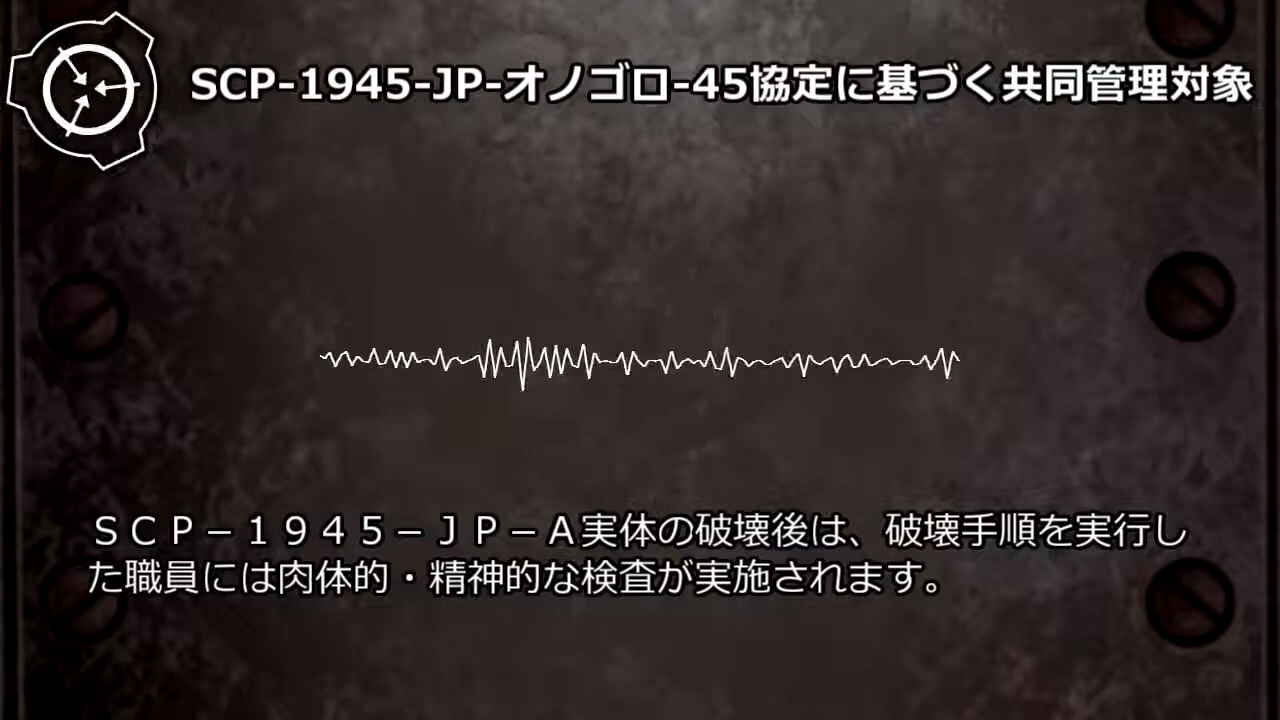 SCP-1945-JP-オノゴロ-45協定に基づく共同管理対象
ＳＣＰ－１９４５－ＪＰ－Ａ実体の破壊後は、破壊手順を実行し
た職員には肉体的・精神的な検査が実施されます。